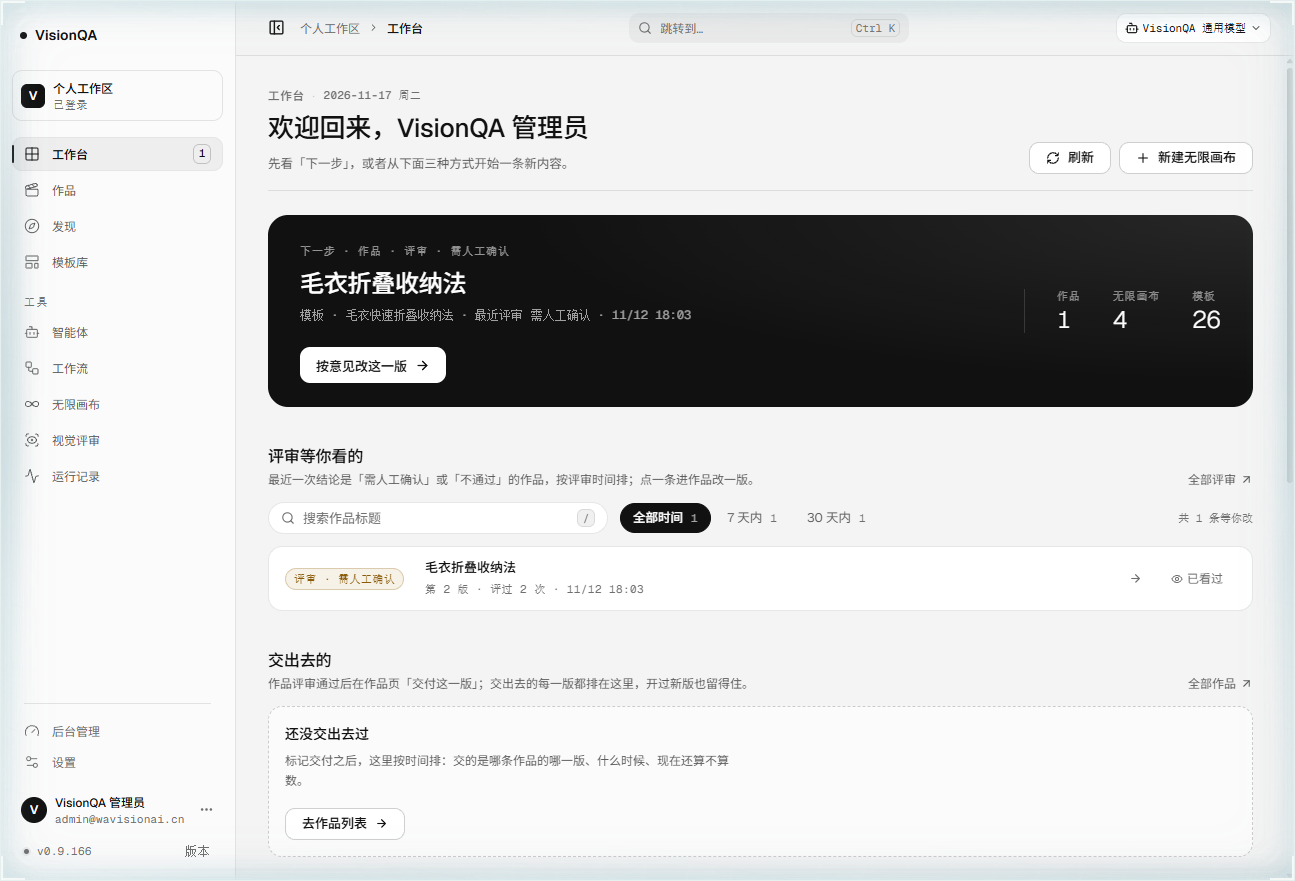 VisionQA
V
个人工作区
已登录
工作台 1
作品
发现
模板库
工具
智能体
工作流
无限画布
视觉评审
运行记录
后台管理
设置
V
VisionQA 管理员
admin@wavisionai.cn
v0.9.166 版本
个人工作区 › 工作台
跳转到… Ctrl K
VisionQA 通用模型
工作台 · 2026-11-17 周二
欢迎回来，VisionQA 管理员
先看「下一步」，或者从下面三种方式开始一条新内容。
刷新
新建无限画布
下一步 · 作品 · 评审 · 需人工确认
毛衣折叠收纳法
模板 · 毛衣快速折叠收纳法 · 最近评审 需人工确认 · 11/12 18:03
按意见改这一版
作品 无限画布 模板
1 4 26
评审等你看的
最近一次结论是「需人工确认」或「不通过」的作品，按评审时间排；点一条进作品改一版。
全部评审
搜索作品标题 /
全部时间 1
7 天内 1
30 天内 1
共 1 条等你改
评审 · 需人工确认
毛衣折叠收纳法
第 2 版 · 评过 2 次 · 11/12 18:03
已看过
交出去的
作品评审通过后在作品页「交付这一版」；交出去的每一版都排在这里，开过新版也留得住。
全部作品
还没交出去过
标记交付之后，这里按时间排：交的是哪条作品的哪一版、什么时候、现在还算不算
数。
去作品列表